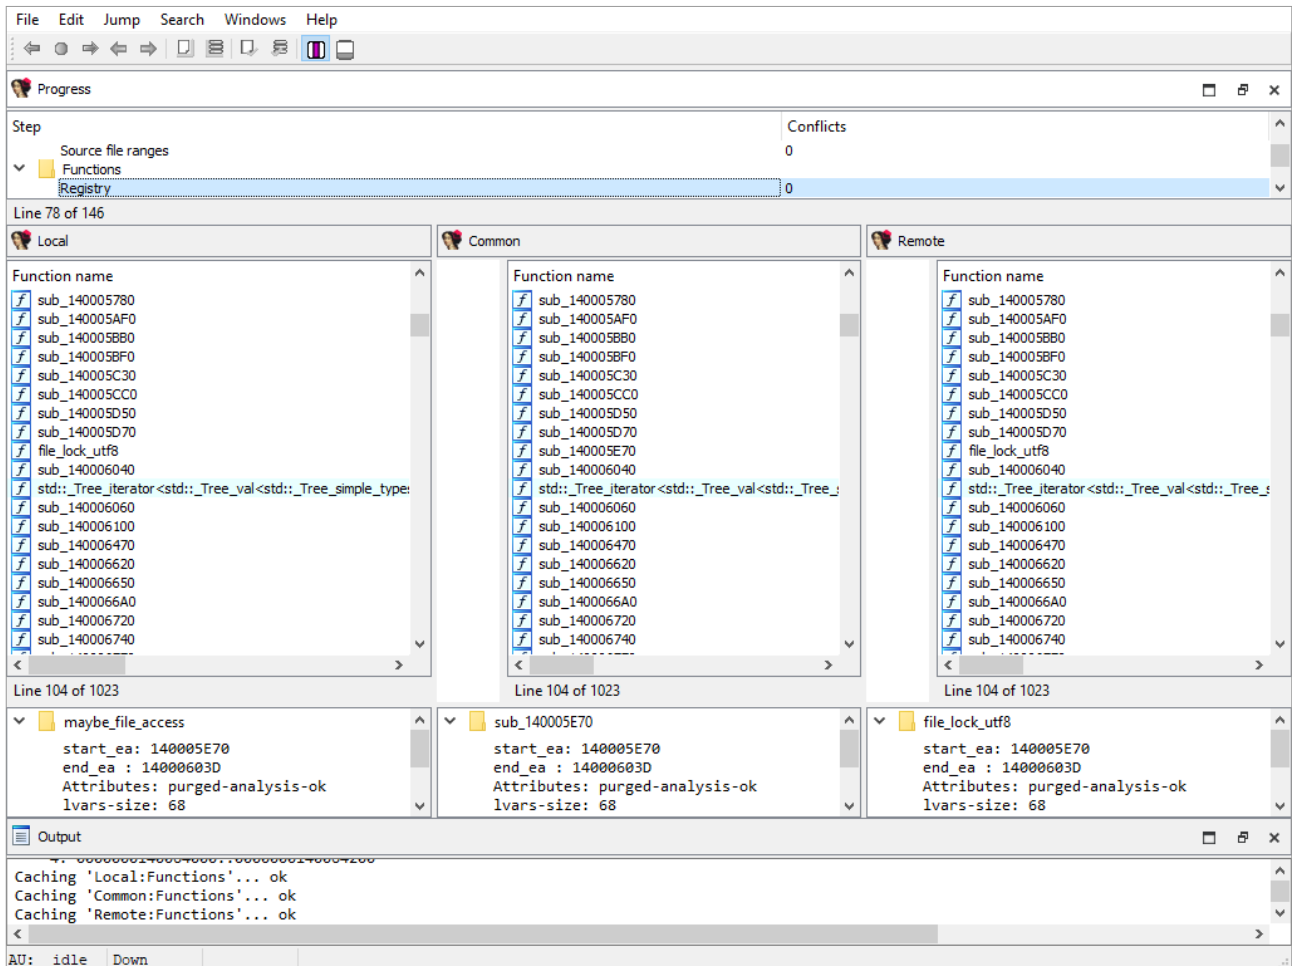 File Edit Jump Search Windows Help
Progress
Step Conflicts
Source file ranges 0
Functions
Registry 0
Line 78 of 146
Local
Function name
sub_140005780
sub_140005AF0
sub_140005BB0
sub_140005BF0
sub_140005C30
sub_140005CC0
sub_140005D50
sub_140005D70
file_lock_utf8
sub_140006040
std::_Tree_iterator<std::_Tree_val<std::_Tree_simple_types
sub_140006060
sub_140006100
sub_140006470
sub_140006620
sub_140006650
sub_1400066A0
sub_140006720
sub_140006740
Line 104 of 1023
maybe_file_access
start_ea: 140005E70
end_ea : 14000603D
Attributes: purged-analysis-ok
lvars-size: 68
Common
Function name
sub_140005780
sub_140005AF0
sub_140005BB0
sub_140005BF0
sub_140005C30
sub_140005CC0
sub_140005D50
sub_140005D70
sub_140005E70
sub_140006040
std::_Tree_iterator<std::_Tree_val<std::_Tree_s
sub_140006060
sub_140006100
sub_140006470
sub_140006620
sub_140006650
sub_1400066A0
sub_140006720
sub_140006740
Line 104 of 1023
sub_140005E70
start_ea: 140005E70
end_ea : 14000603D
Attributes: purged-analysis-ok
lvars-size: 68
Remote
Function name
sub_140005780
sub_140005AF0
sub_140005BB0
sub_140005BF0
sub_140005C30
sub_140005CC0
sub_140005D50
sub_140005D70
file_lock_utf8
sub_140006040
std::_Tree_iterator<std::_Tree_val<std::_Tree_s
sub_140006060
sub_140006100
sub_140006470
sub_140006620
sub_140006650
sub_1400066A0
sub_140006720
sub_140006740
Line 104 of 1023
file_lock_utf8
start_ea: 140005E70
end_ea : 14000603D
Attributes: purged-analysis-ok
lvars-size: 68
Output
Caching 'Local:Functions'... ok
Caching 'Common:Functions'... ok
Caching 'Remote:Functions'... ok
AU: idle Down